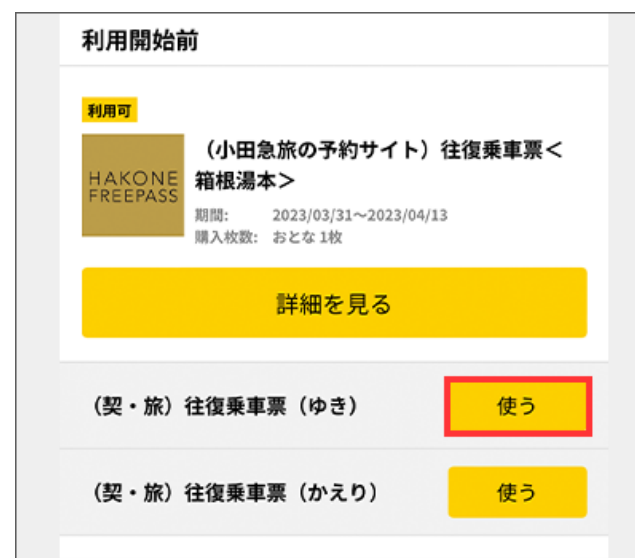 利用開始前
利用可
HAKONE
FREEPASS
（小田急旅の予約サイト）往復乗車票＜
箱根湯本＞
期間: 2023/03/31～2023/04/13
購入枚数: おとな 1枚
詳細を見る
（契・旅）往復乗車票（ゆき） 使う
（契・旅）往復乗車票（かえり） 使う